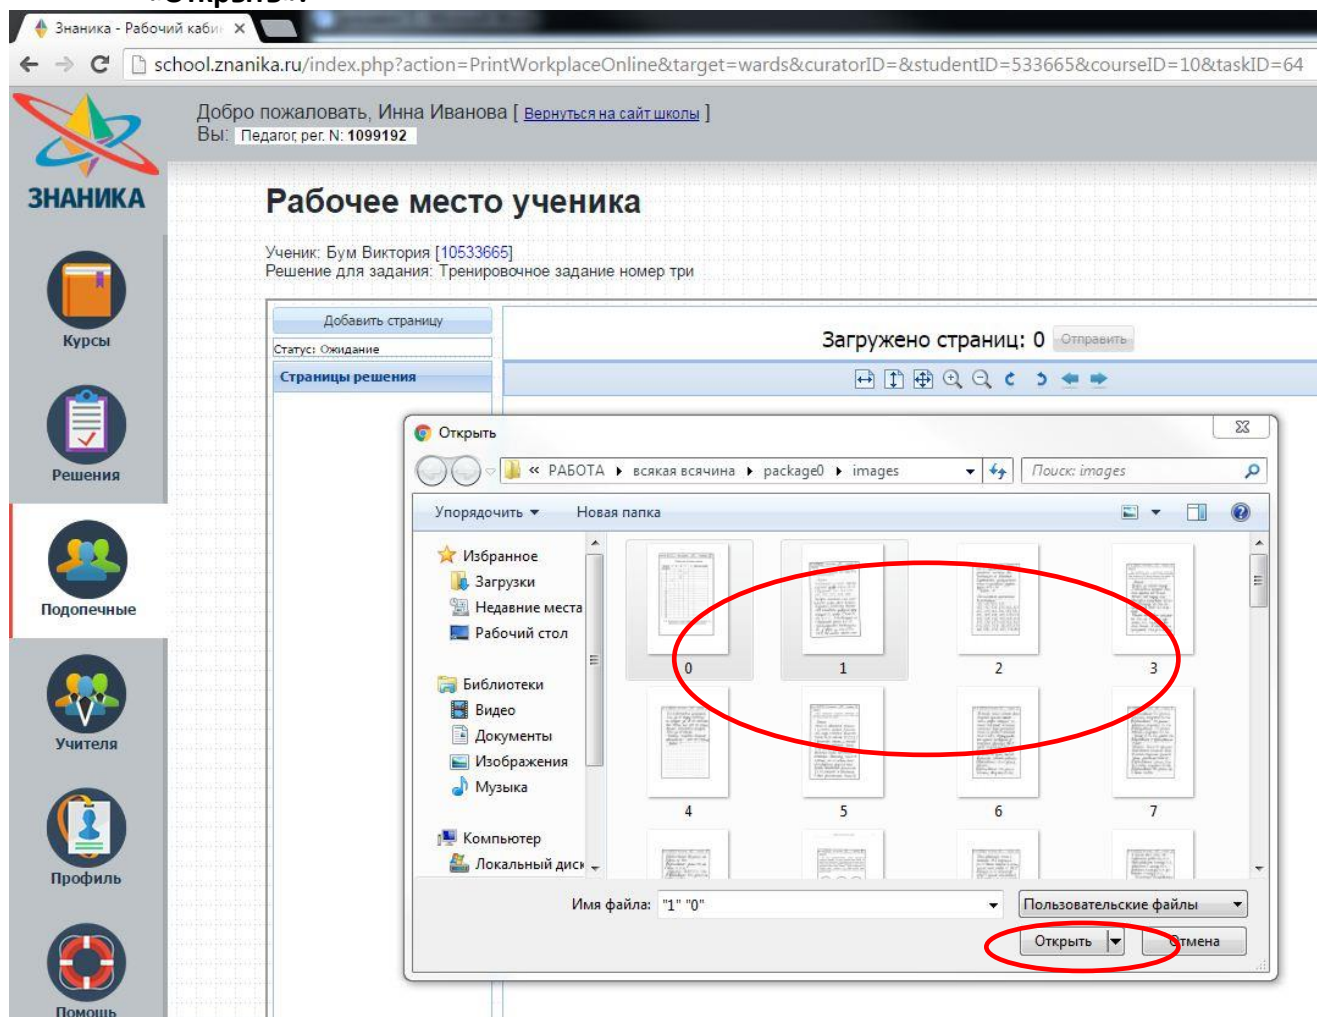 «Открыть».
Знаника - Рабочий каби
school.znanika.ru/index.php?action=PrintWorkplaceOnline&target=wards&curatorID=&studentID=533665&courseID=10&taskID=64
Добро пожаловать, Инна Иванова [ Вернуться на сайт школы ]
Вы: Педагог, рег. N: 1099192
ЗНАНИКА
Рабочее место ученика
Ученик: Бум Виктория [10533665]
Решение для задания: Тренировочное задание номер три
Курсы
Решения
Подопечные
Учителя
Профиль
Помощь
Добавить страницу
Статус: Ожидание
Страницы решения
Загружено страниц: 0 Отправить
Открыть
« РАБОТА всякая всячина package0 images
Поиск: images
Упорядочить Новая папка
Избранное
Загрузки
Недавние места
Рабочий стол
Библиотеки
Видео
Документы
Изображения
Музыка
Компьютер
Локальный диск
0 1 2 3
4 5 6 7
Имя файла: "1" "0"
Пользовательские файлы
Открыть Отмена